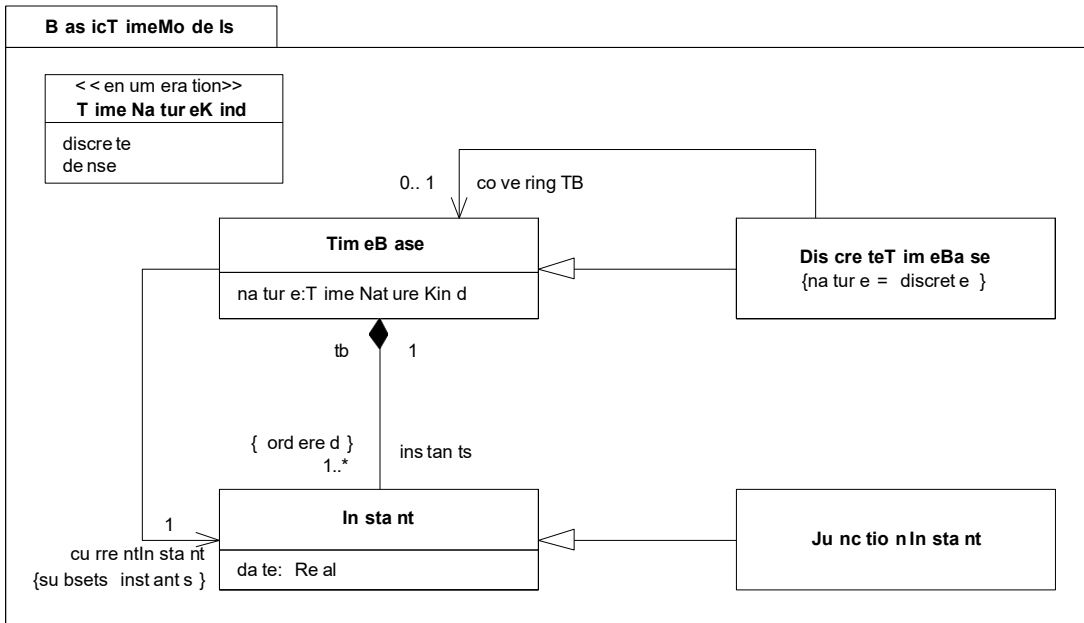 BasicTimeModels
<<enumeration>>
TimeNatureKind
discrete
dense
0..1 coveringTB
TimeBase
nature:TimeNatureKind
DiscreteTimeBase
{nature = discrete }
tb 1
{ ordered }
1..*
instants
Instant
date: Real
1
currentInstant
{subsets instants }
JunctionInstant